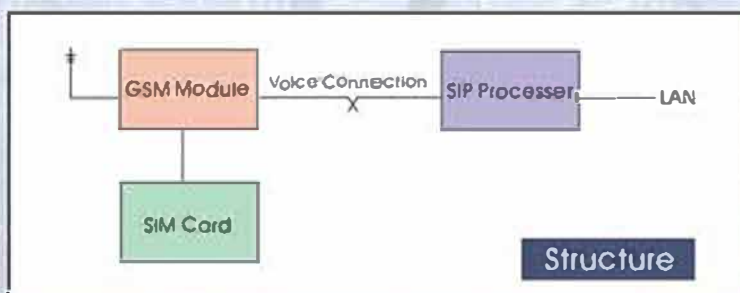 GSM Module
Voice Connection
SIP Processer
LAN
SIM Card
Structure